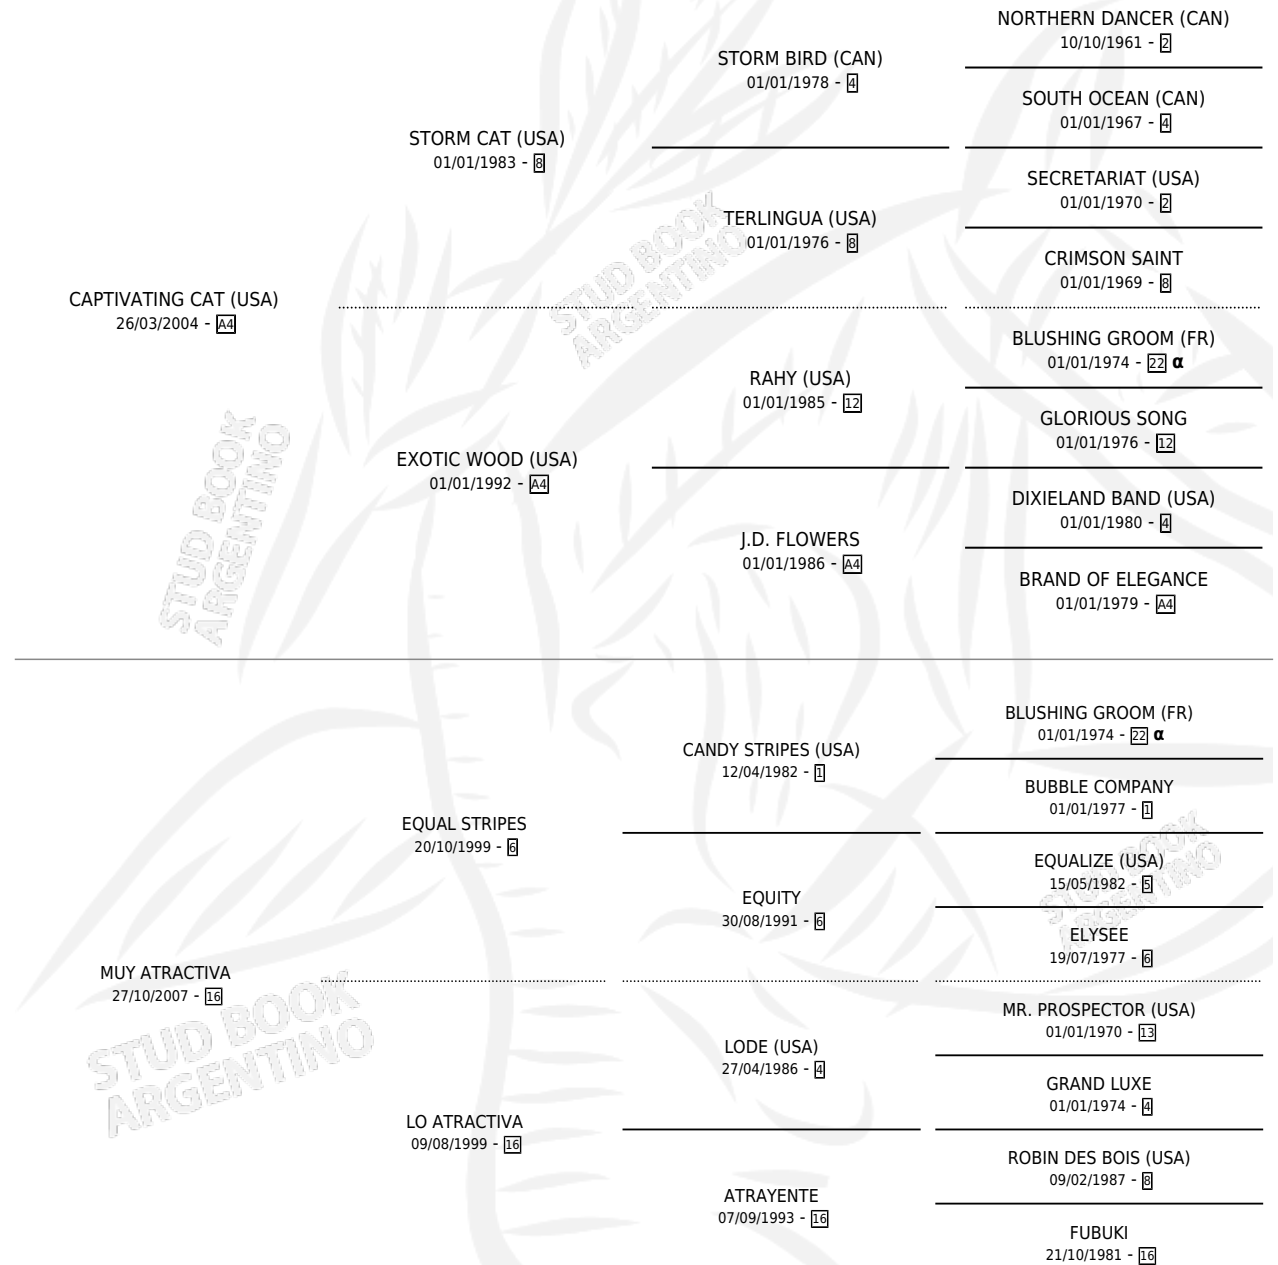 NORTHERN DANCER (CAN)
10/10/1961 - 2
STORM BIRD (CAN)
01/01/1978 - 4
SOUTH OCEAN (CAN)
01/01/1967 - 4
STORM CAT (USA)
01/01/1983 - 8
SECRETARIAT (USA)
01/01/1970 - 2
TERLINGUA (USA)
01/01/1976 - 8
CRIMSON SAINT
01/01/1969 - 8
CAPTIVATING CAT (USA)
26/03/2004 - A4
BLUSHING GROOM (FR)
01/01/1974 - 22 α
RAHY (USA)
01/01/1985 - 12
GLORIOUS SONG
01/01/1976 - 12
EXOTIC WOOD (USA)
01/01/1992 - A4
DIXIELAND BAND (USA)
01/01/1980 - 4
J.D. FLOWERS
01/01/1986 - A4
BRAND OF ELEGANCE
01/01/1979 - A4
BLUSHING GROOM (FR)
01/01/1974 - 22 α
CANDY STRIPES (USA)
12/04/1982 - 1
BUBBLE COMPANY
01/01/1977 - 1
EQUAL STRIPES
20/10/1999 - 6
EQUALIZE (USA)
15/05/1982 - 5
EQUITY
30/08/1991 - 6
ELYSEE
19/07/1977 - 6
MUY ATRACTIVA
27/10/2007 - 16
MR. PROSPECTOR (USA)
01/01/1970 - 13
LODE (USA)
27/04/1986 - 4
GRAND LUXE
01/01/1974 - 4
LO ATRACTIVA
09/08/1999 - 16
ROBIN DES BOIS (USA)
09/02/1987 - 8
ATRAYENTE
07/09/1993 - 16
FUBUKI
21/10/1981 - 16
STUD BOOK
ARGENTINO
STUD BOOK
ARGENTINO
STUD BOOK
ARGENTINO
STUD BOOK
ARGENTINO